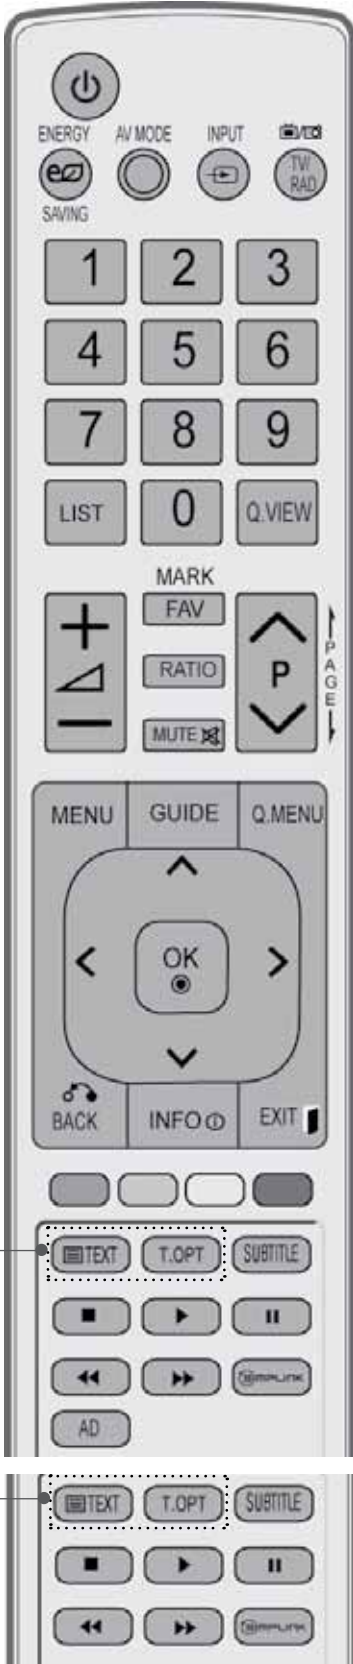 ENERGY AV MODE INPUT
TV/
RAD
SAVING
1 2 3
4 5 6
7 8 9
LIST 0 Q.VIEW
MARK
FAV
RATIO P PAGE
MUTE
MENU GUIDE Q.MENU
OK
BACK INFO EXIT
TEXT T.OPT SUBTITLE
SIMPLINK
AD
TEXT T.OPT SUBTITLE
SIMPLINK